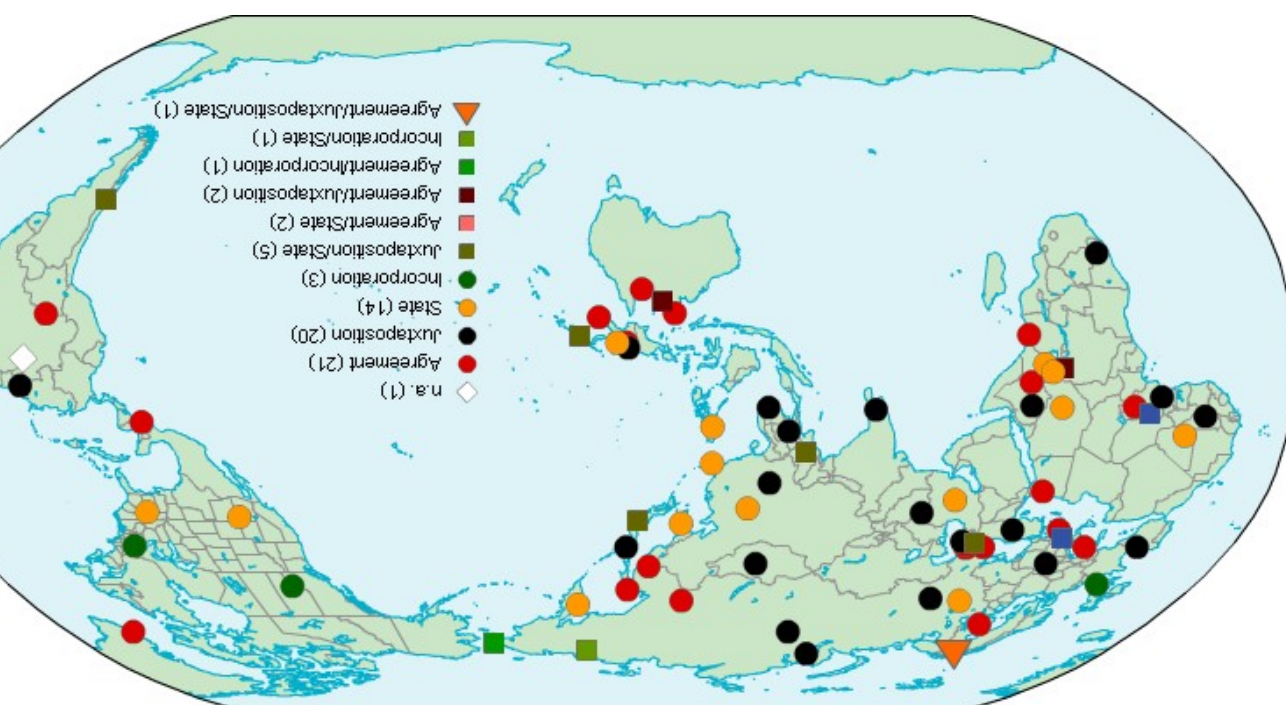 n.a. (1)
Agreement (21)
Juxtaposition (20)
State (14)
Incorporation (3)
Juxtaposition/State (5)
Agreement/State (2)
Agreement/Juxtaposition (2)
Agreement/Incorporation (1)
Incorporation/State (1)
Agreement/Juxtaposition/State (1)